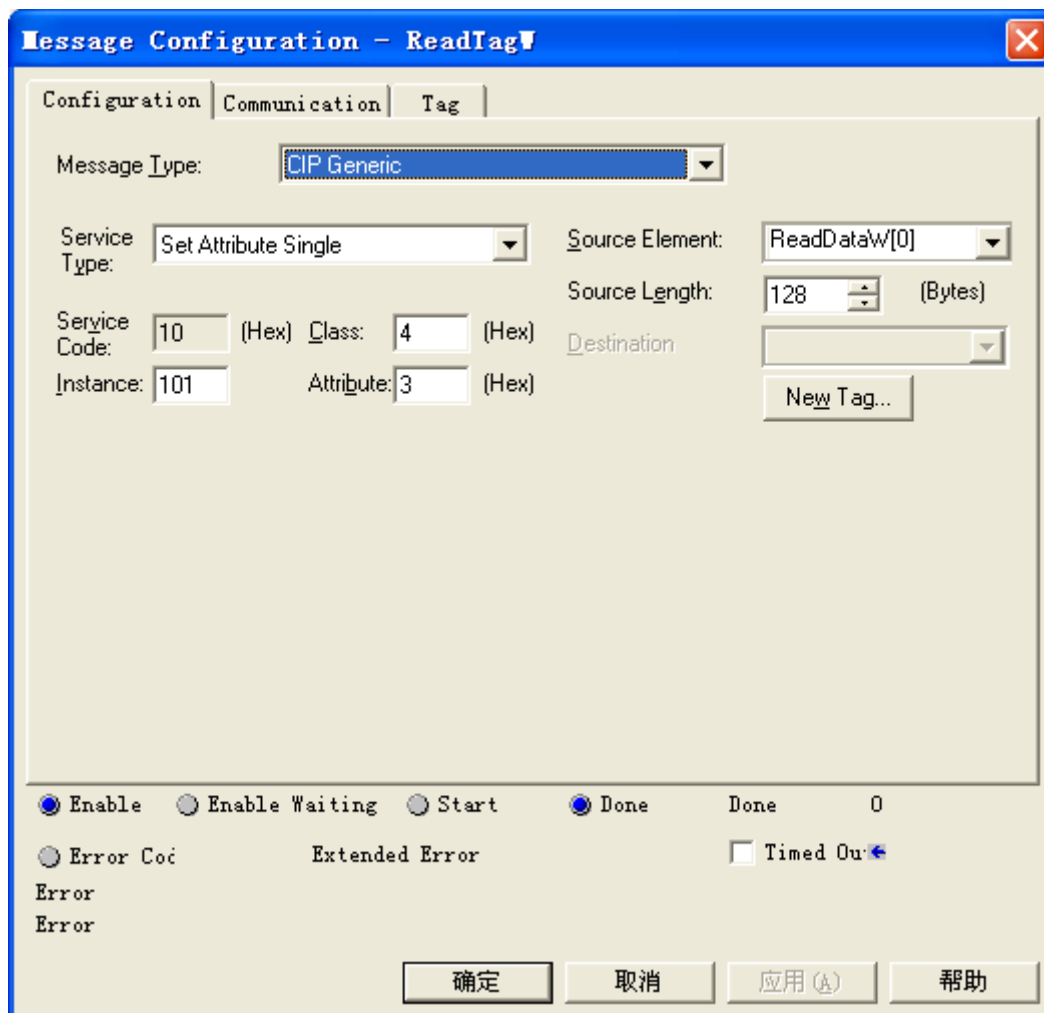 Message Configuration - ReadTagW
Configuration Communication Tag
Message Type: CIP Generic
Service Type: Set Attribute Single
Source Element: ReadDataW[0]
Source Length: 128 (Bytes)
Service Code: 10 (Hex) Class: 4 (Hex)
Destination
Instance: 101 Attribute: 3 (Hex)
New Tag...
Enable Enable Waiting Start Done Done 0
Error Cod Extended Error Timed Ou
Error
Error
确定 取消 应用(A) 帮助